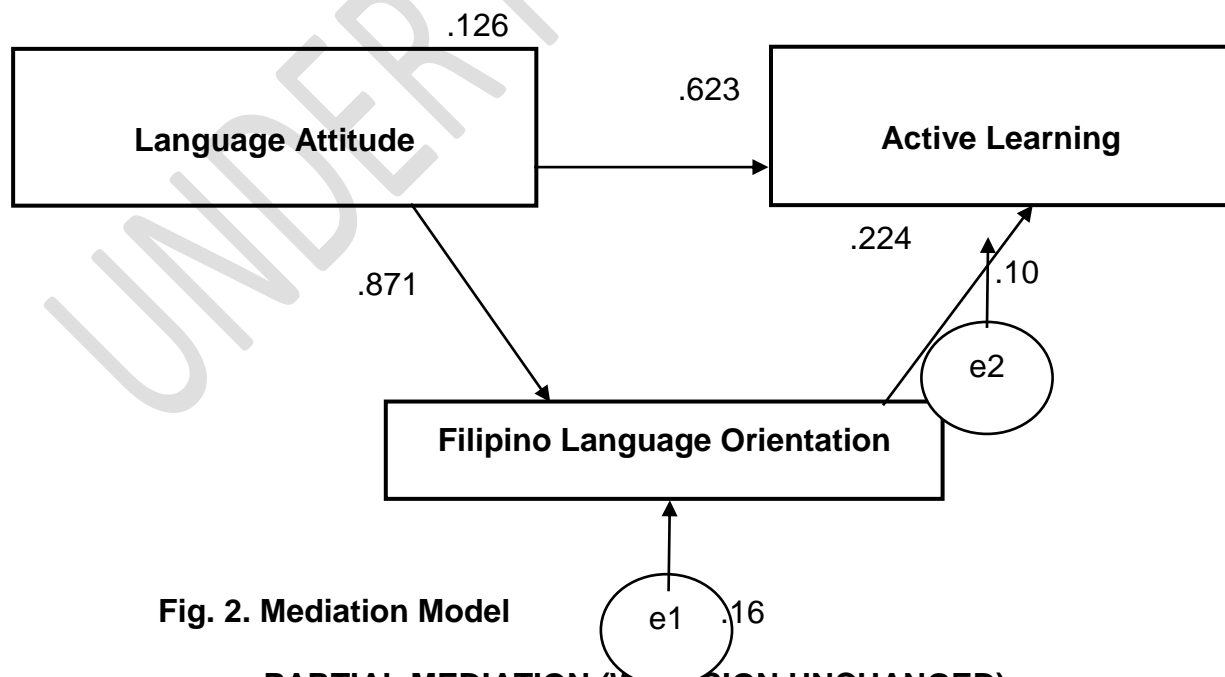 .126
.623
Language Attitude
Active Learning
.224
.871
.10
e2
Filipino Language Orientation
Fig. 2. Mediation Model
e1
.16
PARTIAL MEDIATION SIGN UNCHANGED)